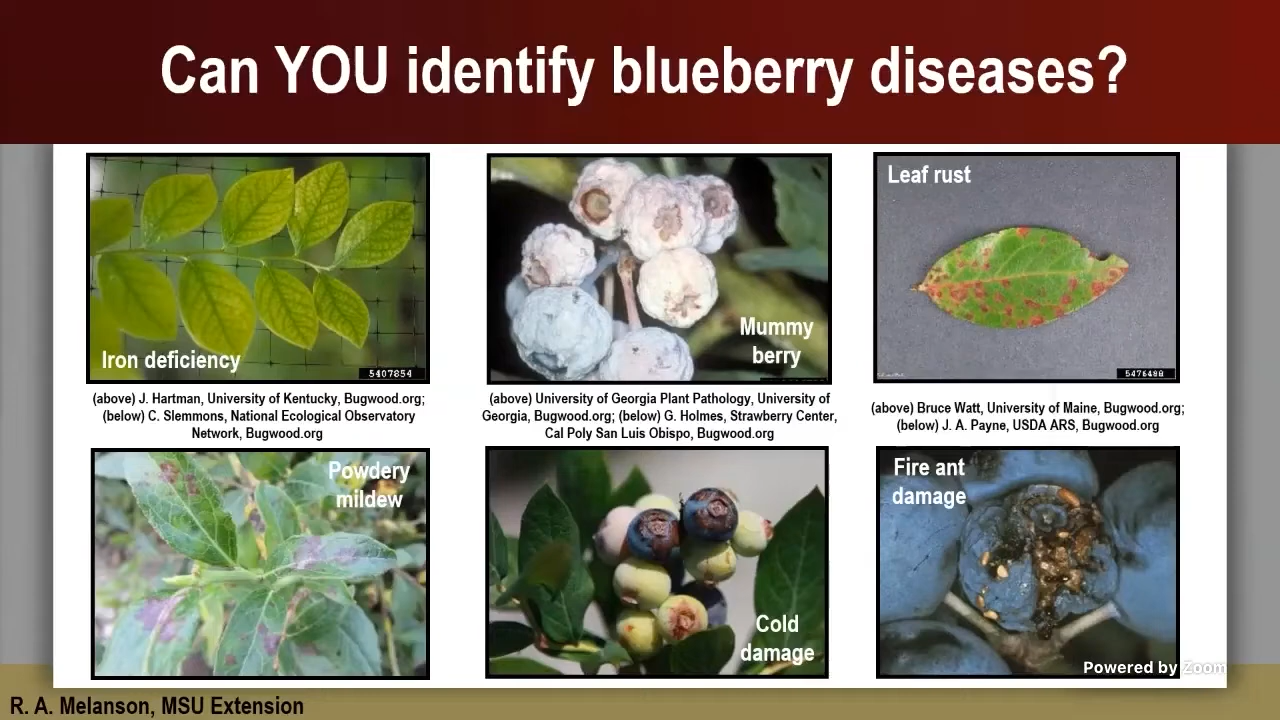 Can YOU identify blueberry diseases?
Iron deficiency
5407854
(above) J. Hartman, University of Kentucky, Bugwood.org;
(below) C. Slemmons, National Ecological Observatory
Network, Bugwood.org
Mummy
berry
(above) University of Georgia Plant Pathology, University of
Georgia, Bugwood.org; (below) G. Holmes, Strawberry Center,
Cal Poly San Luis Obispo, Bugwood.org
Leaf rust
5476488
(above) Bruce Watt, University of Maine, Bugwood.org;
(below) J. A. Payne, USDA ARS, Bugwood.org
Powdery
mildew
Cold
damage
Fire ant
damage
Powered by Zoom
R. A. Melanson, MSU Extension